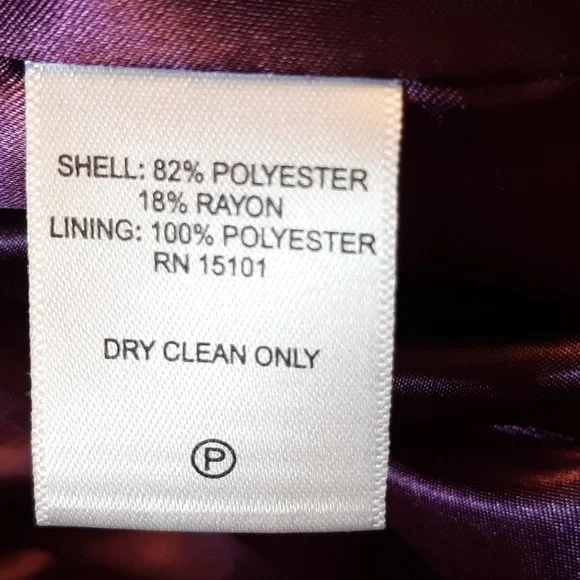 SHELL: 82% POLYESTER
18% RAYON
LINING: 100% POLYESTER
RN 15101
DRY CLEAN ONLY
P